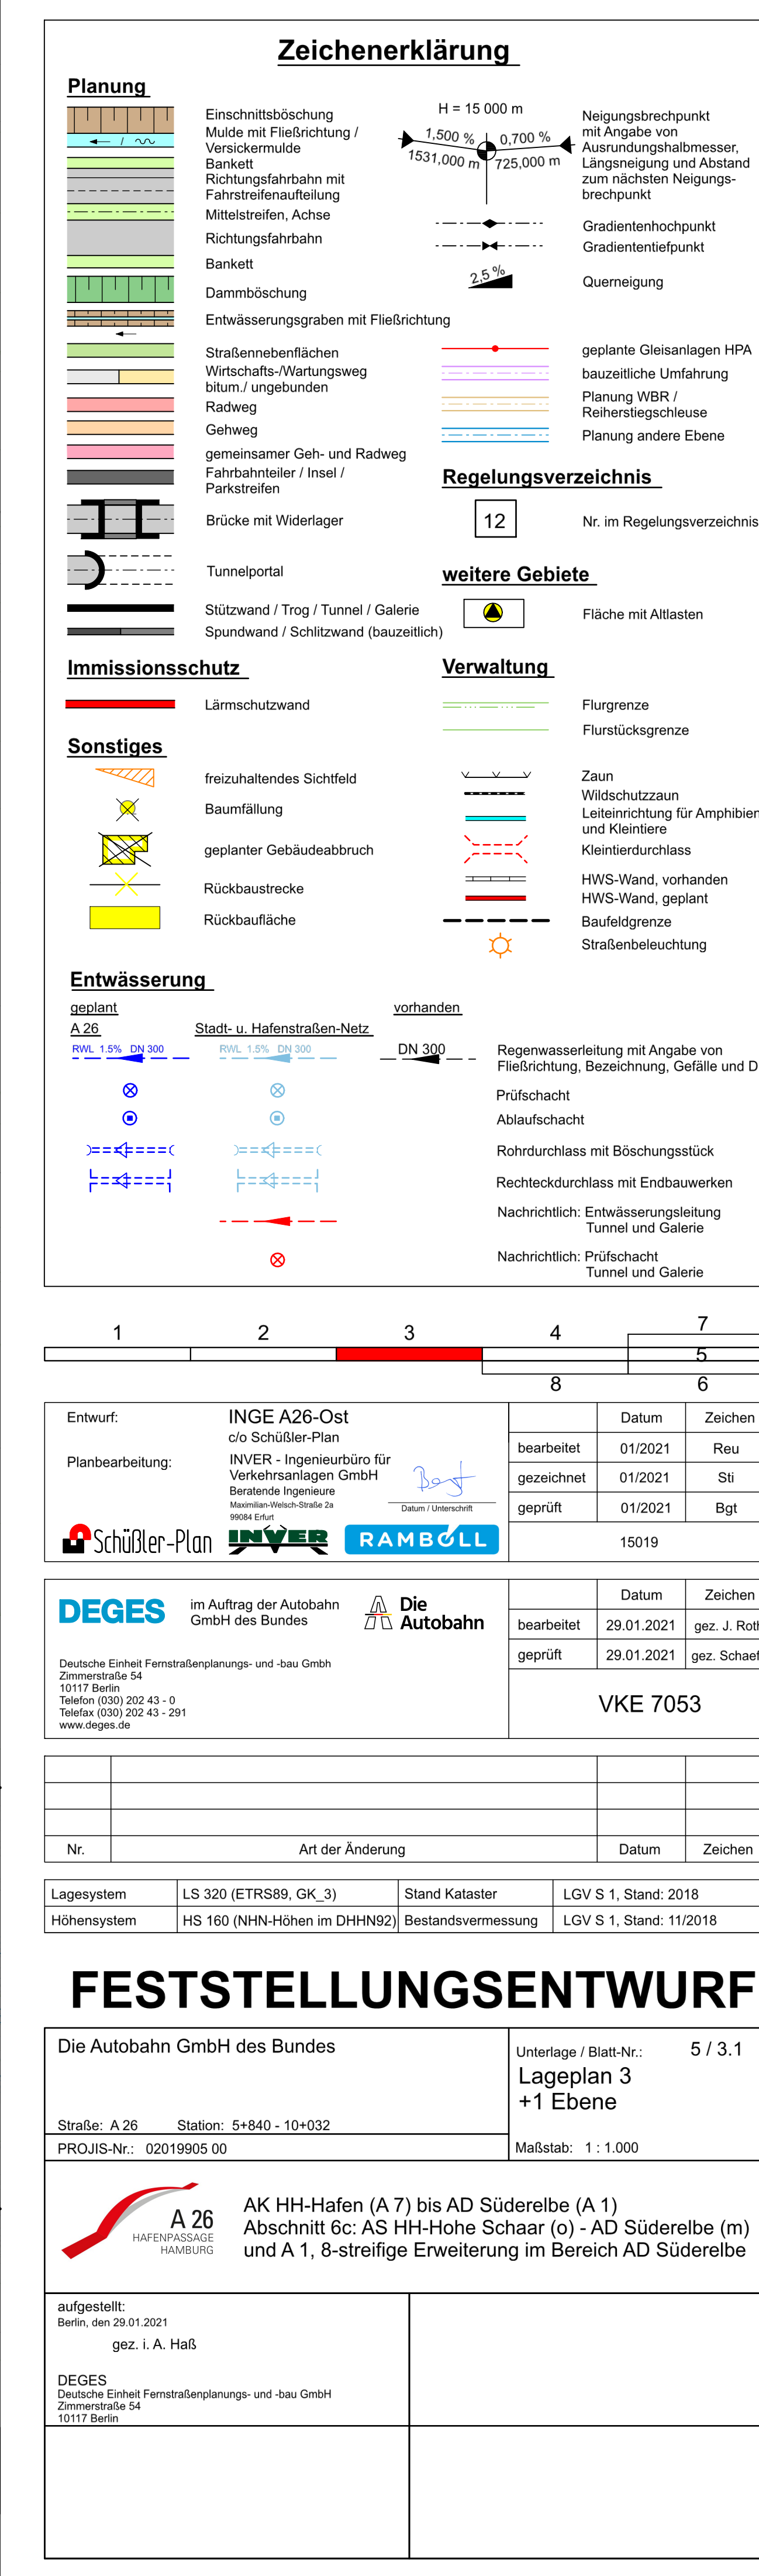 Zeichenerklärung
Planung
Einschnittsböschung
Mulde mit Fließrichtung /
Versickermulde
Bankett
Richtungsfahrbahn mit
Fahrstreifenaufteilung
Mittelstreifen, Achse
Richtungsfahrbahn
Bankett
Dammböschung
Entwässerungsgraben mit Fließrichtung
Straßennebenflächen
Wirtschafts-/Wartungsweg
bitum./ ungebunden
Radweg
Gehweg
gemeinsamer Geh- und Radweg
Fahrbahnteiler / Insel /
Parkstreifen
Brücke mit Widerlager
Tunnelportal
Stützwand / Trog / Tunnel / Galerie
Spundwand / Schlitzwand (bauzeitlich)
H = 15 000 m
1,500 % 0,700 %
1531,000 m 725,000 m
Neigungsbrechpunkt
mit Angabe von
Ausrundungshalbmesser,
Längsneigung und Abstand
zum nächsten Neigungs-
brechpunkt
Gradientenhochpunkt
Gradiententiefpunkt
2,5 %
Querneigung
geplante Gleisanlagen HPA
bauzeitliche Umfahrung
Planung WBR /
Reiherstiegschleuse
Planung andere Ebene
Regelungsverzeichnis
12 Nr. im Regelungsverzeichnis
weitere Gebiete
Fläche mit Altlasten
Immissionsschutz
Lärmschutzwand
Verwaltung
Flurgrenze
Flurstücksgrenze
Sonstiges
freizuhaltendes Sichtfeld
Baumfällung
geplanter Gebäudeabbruch
Rückbaustrecke
Rückbaufläche
Zaun
Wildschutzzaun
Leiteinrichtung für Amphibien
und Kleintiere
Kleintierdurchlass
HWS-Wand, vorhanden
HWS-Wand, geplant
Baufeldgrenze
Straßenbeleuchtung
Entwässerung
geplant vorhanden
A 26 Stadt- u. Hafenstraßen-Netz
RWL 1.5% DN 300 RWL 1.5% DN 300 DN 300
Regenwasserleitung mit Angabe von
Fließrichtung, Bezeichnung, Gefälle und D
Prüfschacht
Ablaufschacht
Rohrdurchlass mit Böschungsstück
Rechteckdurchlass mit Endbauwerken
Nachrichtlich: Entwässerungsleitung
Tunnel und Galerie
Nachrichtlich: Prüfschacht
Tunnel und Galerie
1 2 3 4 7
5
8 6
Entwurf: INGE A26-Ost
c/o Schüßler-Plan
Planbearbeitung: INVER - Ingenieurbüro für
Verkehrsanlagen GmbH
Beratende Ingenieure
Maximilian-Welsch-Straße 2a
99084 Erfurt
Datum / Unterschrift
Schüßler-Plan INVER RAMBOLL
Datum Zeichen
bearbeitet 01/2021 Reu
gezeichnet 01/2021 Sti
geprüft 01/2021 Bgt
15019
DEGES im Auftrag der Autobahn
GmbH des Bundes
Die
Autobahn
Deutsche Einheit Fernstraßenplanungs- und -bau Gmbh
Zimmerstraße 54
10117 Berlin
Telefon (030) 202 43 - 0
Telefax (030) 202 43 - 291
www.deges.de
Datum Zeichen
bearbeitet 29.01.2021 gez. J. Roth
geprüft 29.01.2021 gez. Schaef
VKE 7053
Nr. Art der Änderung Datum Zeichen
Lagesystem LS 320 (ETRS89, GK_3) Stand Kataster LGV S 1, Stand: 2018
Höhensystem HS 160 (NHN-Höhen im DHHN92) Bestandsvermessung LGV S 1, Stand: 11/2018
FESTSTELLUNGSENTWURF
Die Autobahn GmbH des Bundes
Straße: A 26 Station: 5+840 - 10+032
PROJIS-Nr.: 02019905 00
Unterlage / Blatt-Nr.: 5 / 3.1
Lageplan 3
+1 Ebene
Maßstab: 1 : 1.000
A 26
HAFENPASSAGE
HAMBURG
AK HH-Hafen (A 7) bis AD Süderelbe (A 1)
Abschnitt 6c: AS HH-Hohe Schaar (o) - AD Süderelbe (m)
und A 1, 8-streifige Erweiterung im Bereich AD Süderelbe
aufgestellt:
Berlin, den 29.01.2021
gez. i. A. Haß
DEGES
Deutsche Einheit Fernstraßenplanungs- und -bau GmbH
Zimmerstraße 54
10117 Berlin